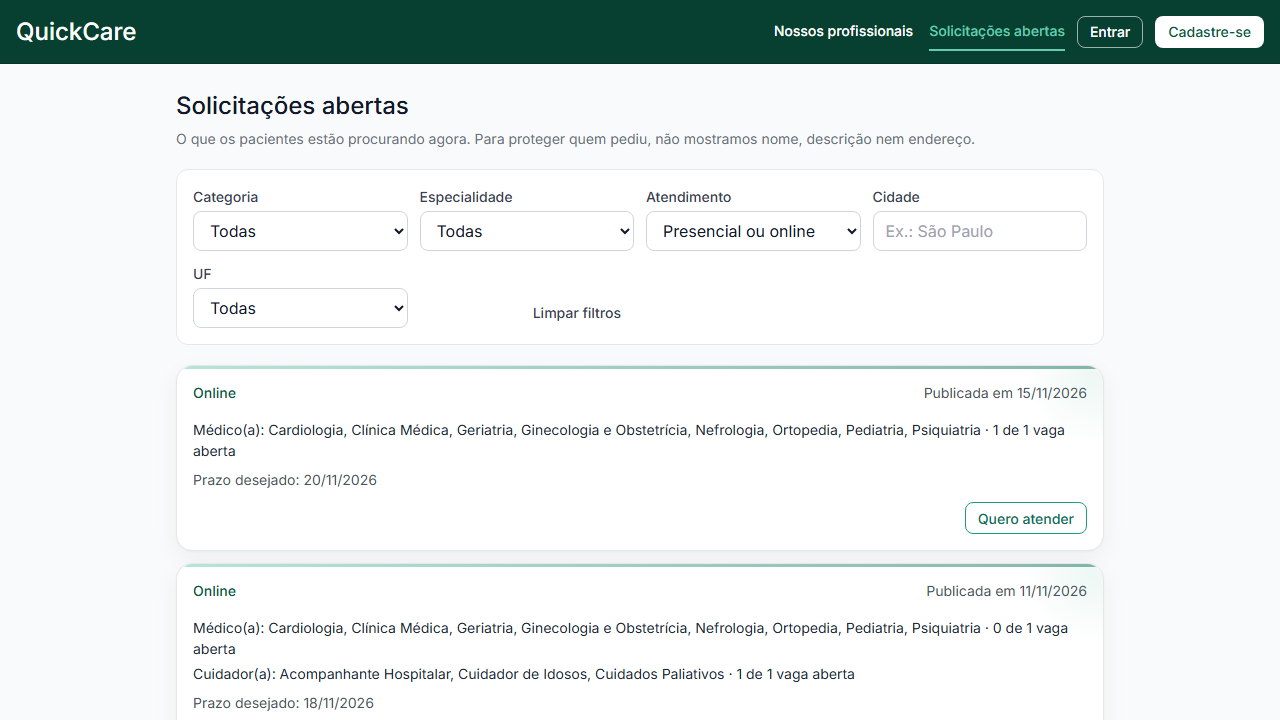 QuickCare
Nossos profissionais
Solicitações abertas
Entrar
Cadastre-se
Solicitações abertas
O que os pacientes estão procurando agora. Para proteger quem pediu, não mostramos nome, descrição nem endereço.
Categoria
Especialidade
Atendimento
Cidade
Todas
Todas
Presencial ou online
Ex.: São Paulo
UF
Todas
Limpar filtros
Online
Publicada em 15/11/2026
Médico(a): Cardiologia, Clínica Médica, Geriatria, Ginecologia e Obstetrícia, Nefrologia, Ortopedia, Pediatria, Psiquiatria · 1 de 1 vaga
aberta
Prazo desejado: 20/11/2026
Quero atender
Online
Publicada em 11/11/2026
Médico(a): Cardiologia, Clínica Médica, Geriatria, Ginecologia e Obstetrícia, Nefrologia, Ortopedia, Pediatria, Psiquiatria · 0 de 1 vaga
aberta
Cuidador(a): Acompanhante Hospitalar, Cuidador de Idosos, Cuidados Paliativos · 1 de 1 vaga aberta
Prazo desejado: 18/11/2026